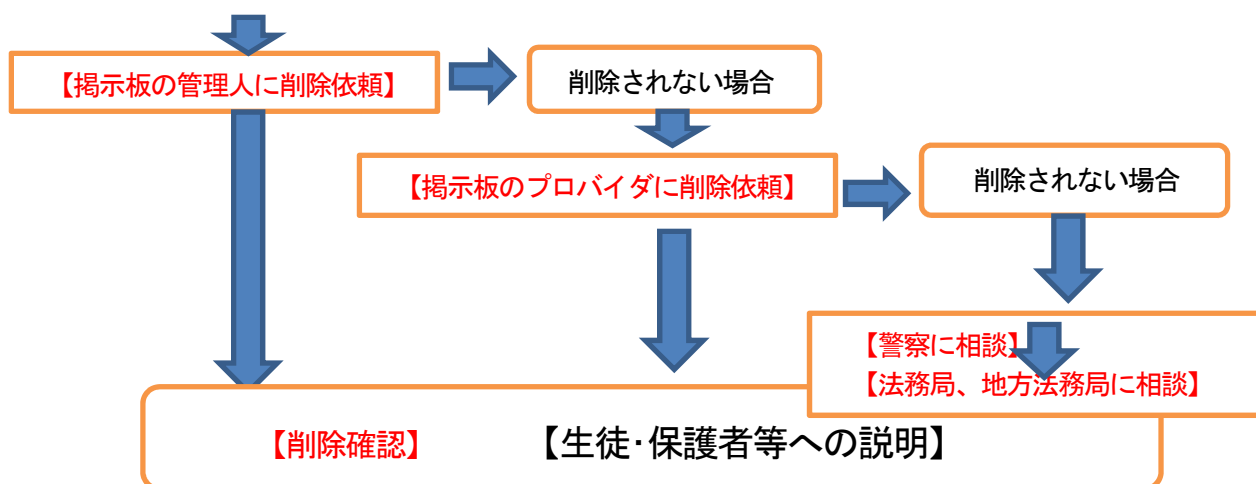 【掲示板の管理人に削除依頼】
削除されない場合
【掲示板のプロバイダに削除依頼】
削除されない場合
【警察に相談】
【法務局、地方法務局に相談】
【削除確認】
【生徒・保護者等への説明】